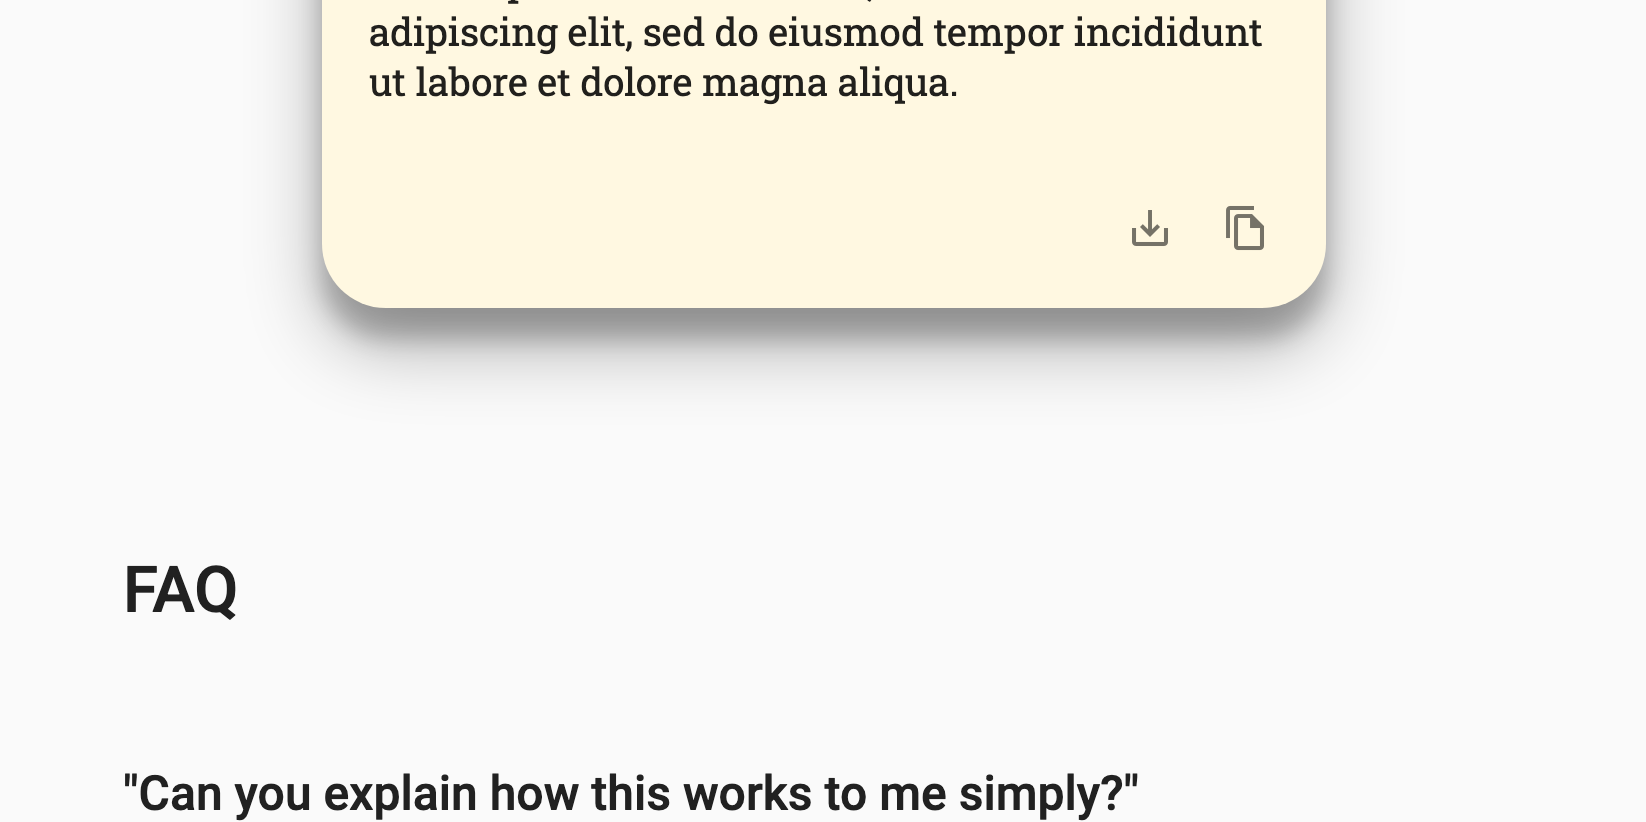 adipiscing elit, sed do eiusmod tempor incididunt
ut labore et dolore magna aliqua.
FAQ
"Can you explain how this works to me simply?"